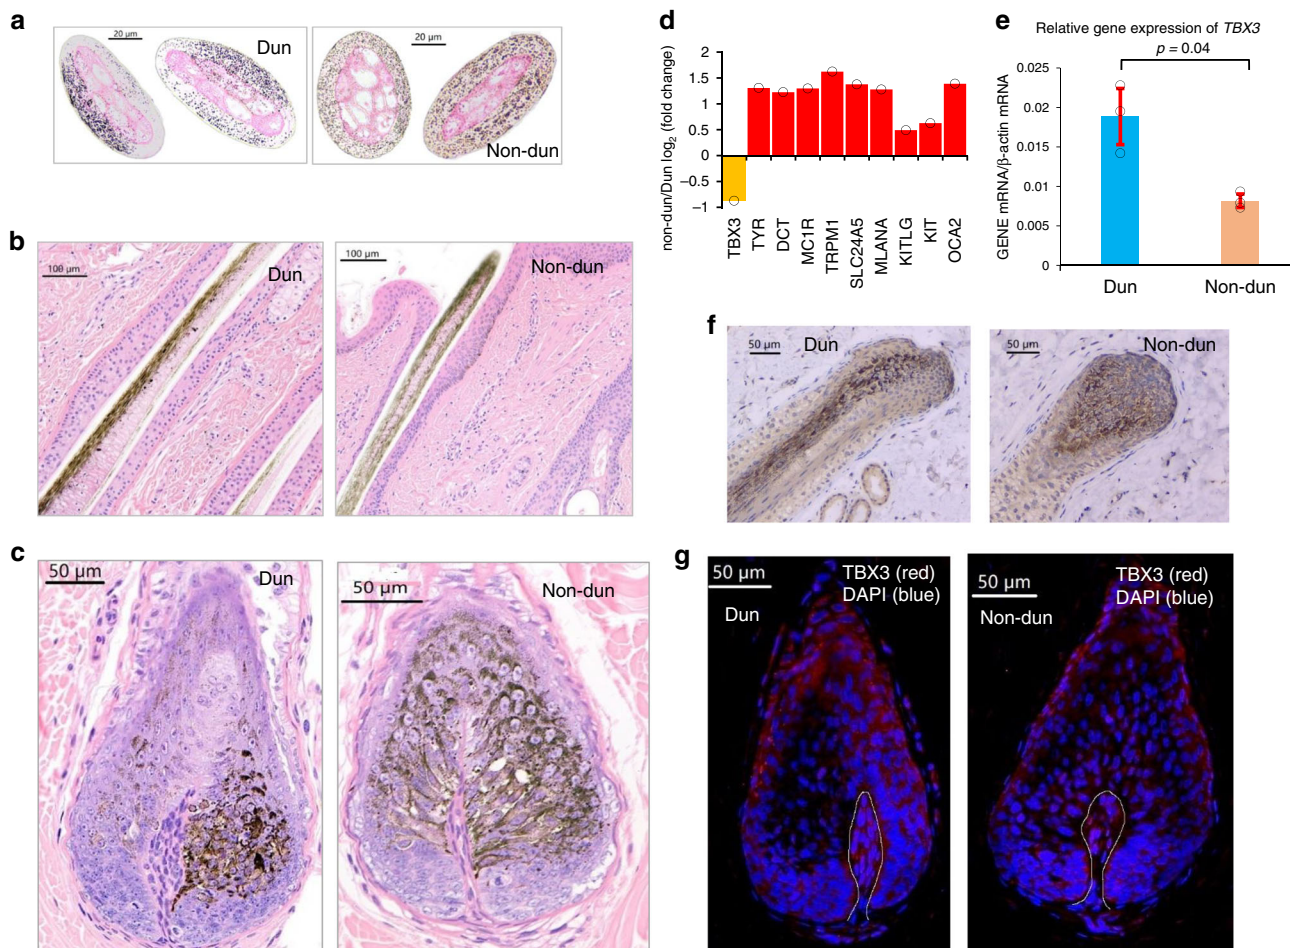 a
20 µm
Dun
20 µm
Non-dun
b
100 µm
Dun
100 µm
Non-dun
c
50 µm
Dun
50 µm
Non-dun
d
non-dun/Dun log2 (fold change)
2
1.5
1
0.5
0
−0.5
−1
TBX3
TYR
DCT
MC1R
TRPM1
SLC24A5
MLANA
KITLG
KIT
OCA2
e
Relative gene expression of TBX3
p = 0.04
GENE mRNA/β-actin mRNA
0.025
0.02
0.015
0.01
0.005
0
Dun
Non-dun
f
50 µm
Dun
50 µm
Non-dun
g
50 µm
TBX3 (red)
DAPI (blue)
Dun
50 µm
TBX3 (red)
DAPI (blue)
Non-dun